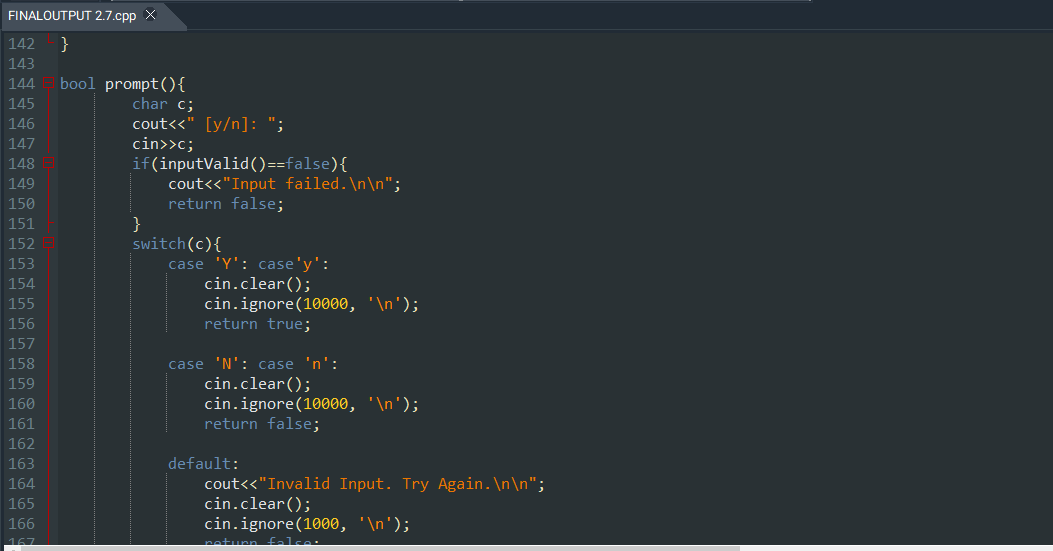 FINALOUTPUT 2.7.cpp
142 }
143
144 bool prompt(){
145 char c;
146 cout<<" [y/n]: ";
147 cin>>c;
148 if(inputValid()==false){
149 cout<<"Input failed.\n\n";
150 return false;
151 }
152 switch(c){
153 case 'Y': case'y':
154 cin.clear();
155 cin.ignore(10000, '\n');
156 return true;
157
158 case 'N': case 'n':
159 cin.clear();
160 cin.ignore(10000, '\n');
161 return false;
162
163 default:
164 cout<<"Invalid Input. Try Again.\n\n";
165 cin.clear();
166 cin.ignore(1000, '\n');
167 return false;